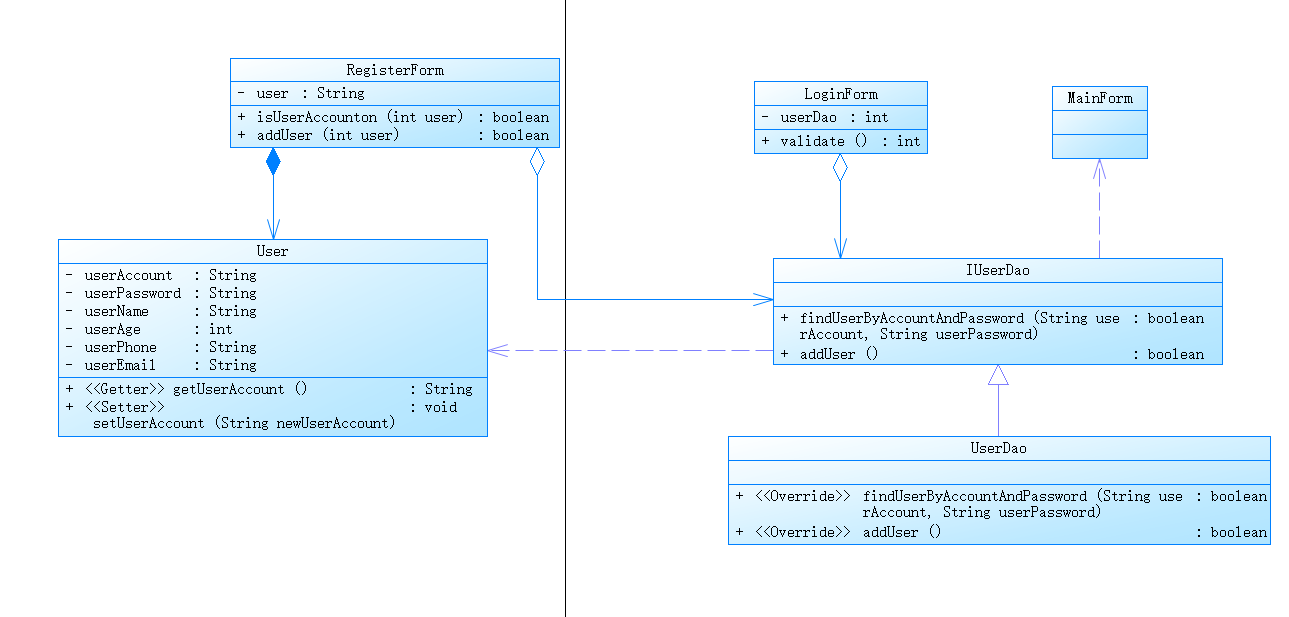 RegisterForm
- user : String
+ isUserAccounton (int user) : boolean
+ addUser (int user) : boolean
User
- userAccount : String
- userPassword : String
- userName : String
- userAge : int
- userPhone : String
- userEmail : String
+ <<Getter>> getUserAccount () : String
+ <<Setter>> : void
setUserAccount (String newUserAccount)
LoginForm
- userDao : int
+ validate () : int
MainForm
IUserDao
+ findUserByAccountAndPassword (String use : boolean
rAccount, String userPassword)
+ addUser () : boolean
UserDao
+ <<Override>> findUserByAccountAndPassword (String use : boolean
rAccount, String userPassword)
+ <<Override>> addUser () : boolean